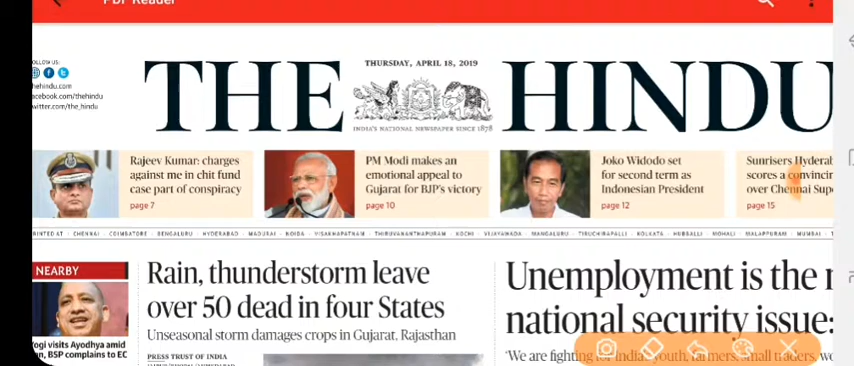 PDF Reader
FOLLOW US:
thehindu.com
facebook.com/thehindu
twitter.com/the_hindu
THURSDAY, APRIL 18, 2019
THE HINDU
INDIA'S NATIONAL NEWSPAPER SINCE 1878
Rajeev Kumar: charges
against me in chit fund
case part of conspiracy
page 7
PM Modi makes an
emotional appeal to
Gujarat for BJP's victory
page 10
Joko Widodo set
for second term as
Indonesian President
page 12
Sunrisers Hyderab
scores a convincin
over Chennai Supe
page 15
RINTED AT · CHENNAI · COIMBATORE · BENGALURU · HYDERABAD · MADURAI · NOIDA · VISAKHAPATNAM · THIRUVANANTHAPURAM · KOCHI · VIJAYAWADA · MANGALURU · TIRUCHIRAPALLI · KOLKATA · HUBBALLI · MOHALI · MALAPPURAM · MUMBAI ·
NEARBY
Yogi visits Ayodhya amid
an, BSP complains to EC
Rain, thunderstorm leave
over 50 dead in four States
Unseasonal storm damages crops in Gujarat, Rajasthan
PRESS TRUST OF INDIA
Unemployment is the
national security issue:
'We are fighting for India's youth, farmers, small traders,